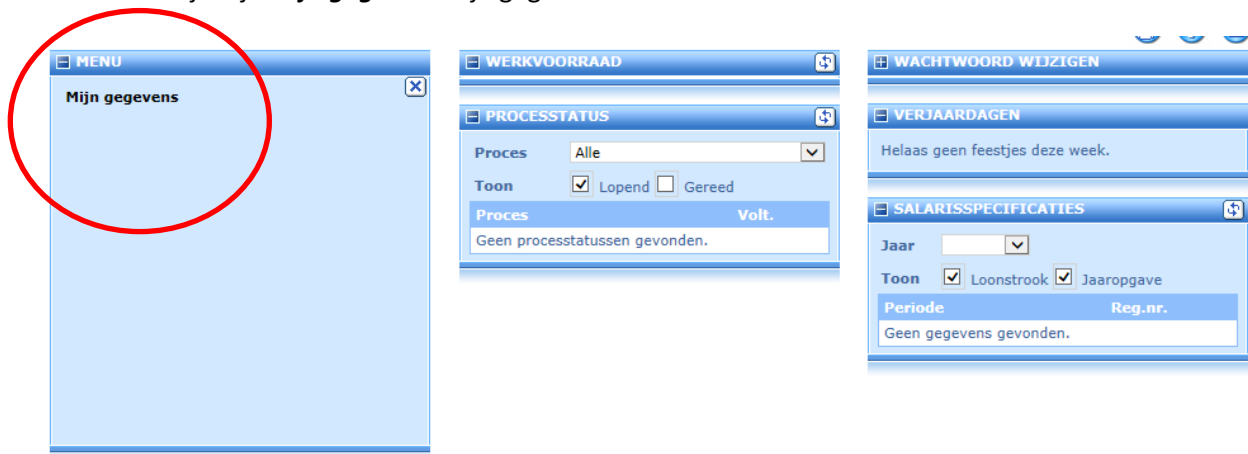 MENU
Mijn gegevens
WERKVOORRAAD
PROCESSTATUS
Proces Alle
Toon Lopend Gereed
Proces Volt.
Geen processtatussen gevonden.
WACHTWOORD WIJZIGEN
VERJAARDAGEN
Helaas geen feestjes deze week.
SALARISSPECIFICATIES
Jaar
Toon Loonstrook Jaaropgave
Periode Reg.nr.
Geen gegevens gevonden.